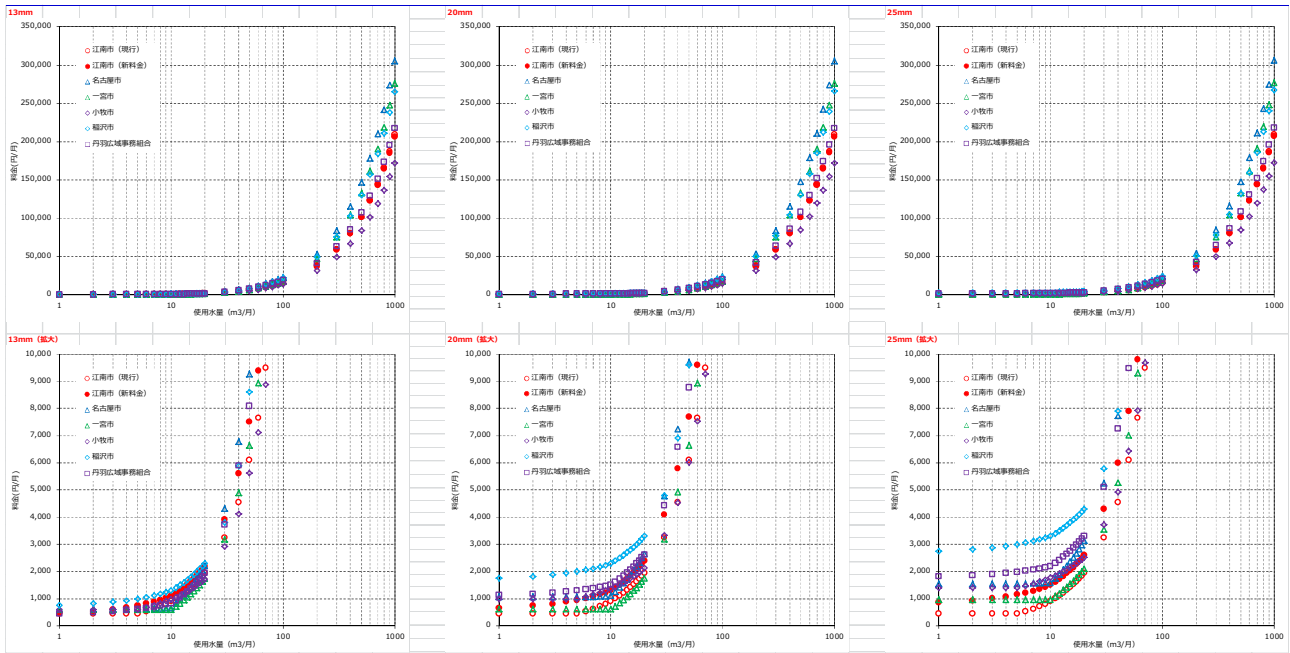 13mm
350,000
300,000
250,000
200,000
150,000
100,000
50,000
0
料金(円/月)
江南市（現行）
江南市（新料金）
名古屋市
一宮市
小牧市
稲沢市
丹羽広域事務組合
1
10
100
1000
使用水量（m3/月）
20mm
350,000
300,000
250,000
200,000
150,000
100,000
50,000
0
料金(円/月)
江南市（現行）
江南市（新料金）
名古屋市
一宮市
小牧市
稲沢市
丹羽広域事務組合
1
10
100
1000
使用水量（m3/月）
25mm
350,000
300,000
250,000
200,000
150,000
100,000
50,000
0
料金(円/月)
江南市（現行）
江南市（新料金）
名古屋市
一宮市
小牧市
稲沢市
丹羽広域事務組合
1
10
100
1000
使用水量（m3/月）
13mm（拡大）
10,000
9,000
8,000
7,000
6,000
5,000
4,000
3,000
2,000
1,000
0
料金(円/月)
江南市（現行）
江南市（新料金）
名古屋市
一宮市
小牧市
稲沢市
丹羽広域事務組合
1
10
100
1000
使用水量（m3/月）
20mm（拡大）
10,000
9,000
8,000
7,000
6,000
5,000
4,000
3,000
2,000
1,000
0
料金(円/月)
江南市（現行）
江南市（新料金）
名古屋市
一宮市
小牧市
稲沢市
丹羽広域事務組合
1
10
100
1000
使用水量（m3/月）
25mm（拡大）
10,000
9,000
8,000
7,000
6,000
5,000
4,000
3,000
2,000
1,000
0
料金(円/月)
江南市（現行）
江南市（新料金）
名古屋市
一宮市
小牧市
稲沢市
丹羽広域事務組合
1
10
100
1000
使用水量（m3/月）